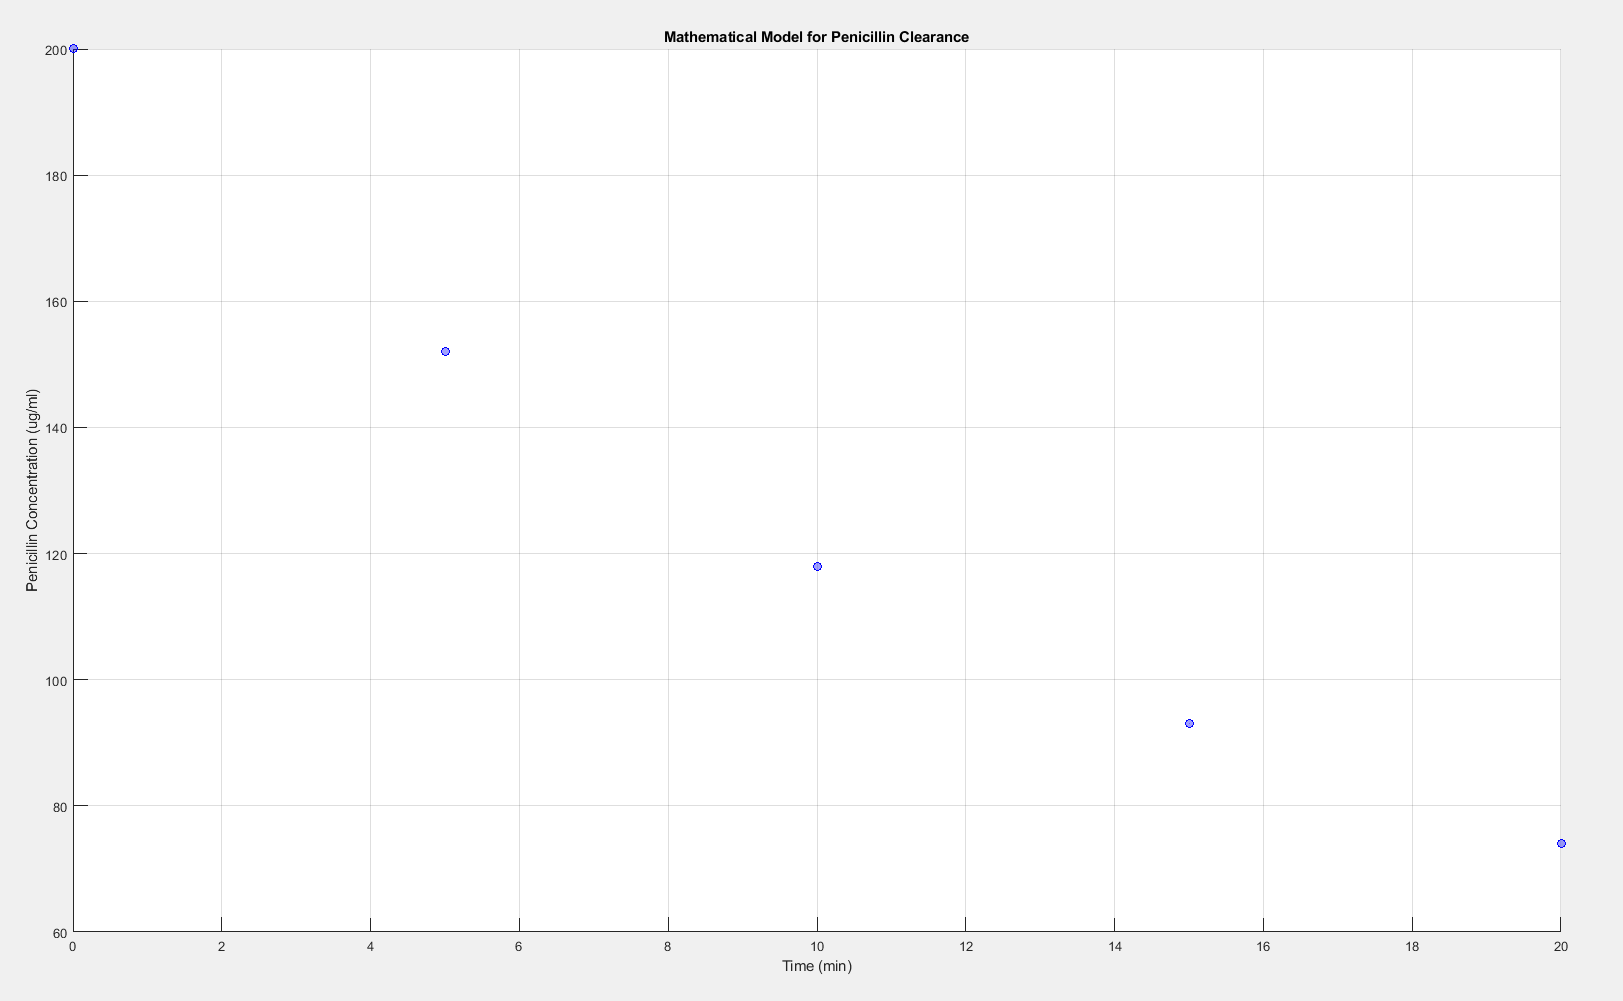 Mathematical Model for Penicillin Clearance
Penicillin Concentration (ug/ml)
200
180
160
140
120
100
80
60
0 2 4 6 8 10 12 14 16 18 20
Time (min)